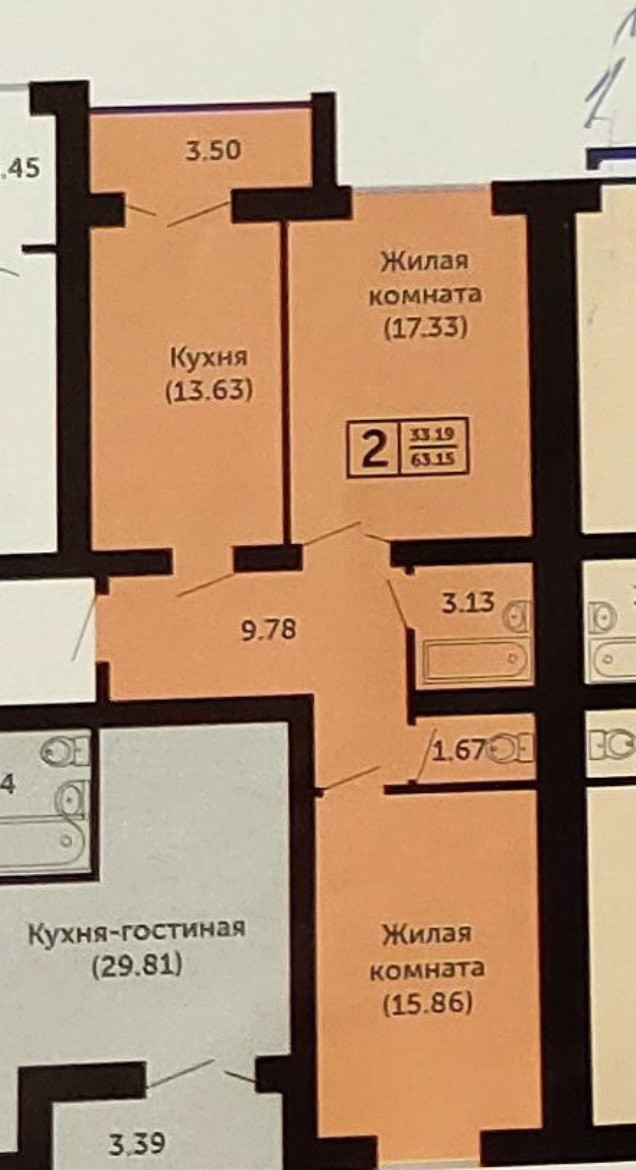 .45
3.50
Жилая
комната
(17.33)
Кухня
(13.63)
2
33.19
63.15
3.13
9.78
1.67
4
Кухня-гостиная
(29.81)
Жилая
комната
(15.86)
3.39